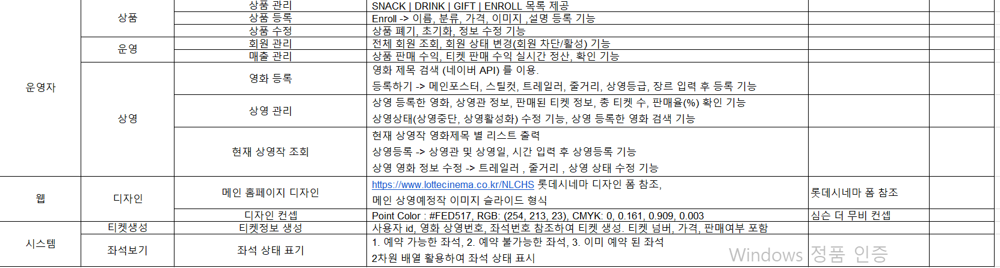 상품 관리 SNACK | DRINK | GIFT | ENROLL 목록 제공
상품 상품 등록 Enroll -> 이름, 분류, 가격, 이미지 ,설명 등록 기능
상품 수정 상품 폐기, 초기화, 정보 수정 기능
운영 회원 관리 전체 회원 조회, 회원 상태 변경(회원 차단/활성) 기능
매출 관리 상품 판매 수익, 티켓 판매 수익 실시간 정산, 확인 기능
운영자
상영
영화 등록
영화 제목 검색 (네이버 API) 를 이용.
등록하기 -> 메인포스터, 스틸컷, 트레일러, 줄거리, 상영등급, 장르 입력 후 등록 기능
상영 관리
상영 등록한 영화, 상영관 정보, 판매된 티켓 정보, 총 티켓 수, 판매율(%) 확인 기능
상영상태(상영중단, 상영활성화) 수정 기능, 상영 등록한 영화 검색 기능
현재 상영작 조회
현재 상영작 영화제목 별 리스트 출력
상영등록 -> 상영관 및 상영일, 시간 입력 후 상영등록 기능
상영 영화 정보 수정 -> 트레일러 , 줄거리 , 상영 상태 수정 기능
웹
디자인
메인 홈페이지 디자인
https://www.lottecinema.co.kr/NLCHS 롯데시네마 디자인 폼 참조,
메인 상영예정작 이미지 슬라이드 형식
롯데시네마 폼 참조
디자인 컨셉 Point Color : #FED517, RGB: (254, 213, 23), CMYK: 0, 0.161, 0.909, 0.003 심슨 더 무비 컨셉
시스템
티켓생성 티켓정보 생성 사용자 id, 영화 상영번호, 좌석번호 참조하여 티켓 생성. 티켓 넘버, 가격, 판매여부 포함
좌석보기 좌석 상태 표기
1. 예약 가능한 좌석, 2. 예약 불가능한 좌석, 3. 이미 예약 된 좌석
2차원 배열 활용하여 좌석 상태 표시
Windows 정품 인증